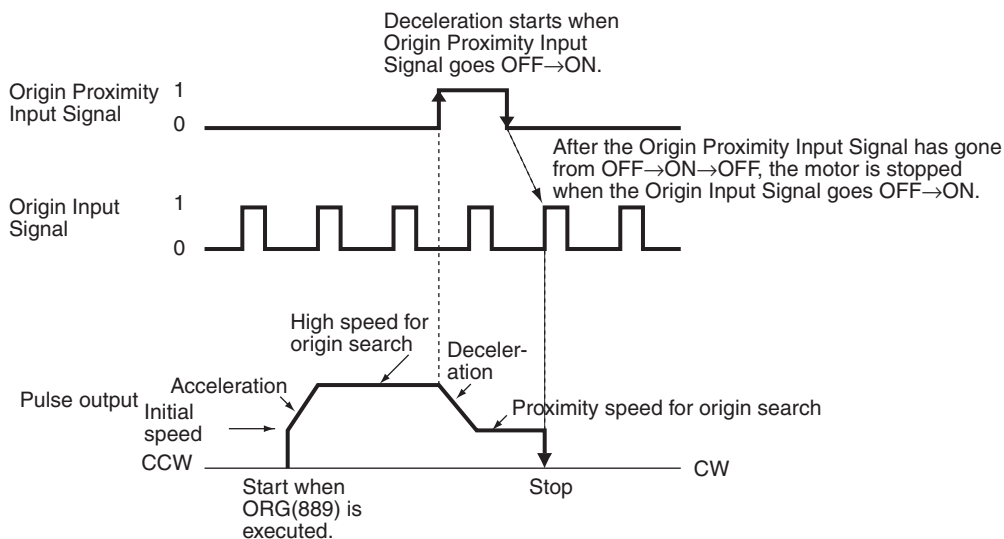 Deceleration starts when
Origin Proximity Input
Signal goes OFF→ON.
Origin Proximity
Input Signal
1
0
After the Origin Proximity Input Signal has gone
from OFF→ON→OFF, the motor is stopped
when the Origin Input Signal goes OFF→ON.
Origin Input
Signal
1
0
High speed for
origin search
Deceler-
ation
Acceleration
Pulse output
Initial
speed
Proximity speed for origin search
CCW
CW
Start when
ORG(889) is
executed.
Stop